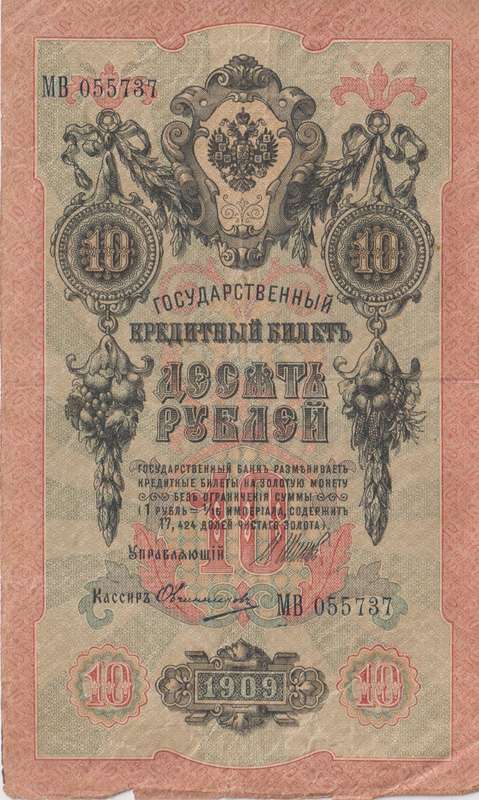 МВ 055737
10 10
ГОСУДАРСТВЕННЫЙ
КРЕДИТНЫЙ БИЛЕТЪ
ДЕСЯТЬ
РУБЛЕЙ
ГОСУДАРСТВЕННЫЙ БАНКЪ РАЗМѢНИВАЕТЪ
КРЕДИТНЫЕ БИЛЕТЫ НА ЗОЛОТУЮ МОНЕТУ
БЕЗЪ ОГРАНИЧЕНІЯ СУММЫ
(1 РУБЛЬ = 1/15 ИМПЕРІАЛА, СОДЕРЖИТЪ
17,424 ДОЛЕЙ ЧИСТАГО ЗОЛОТА).
10
Управляющій
Кассиръ Овчинниковъ
МВ 055737
10 1909 10